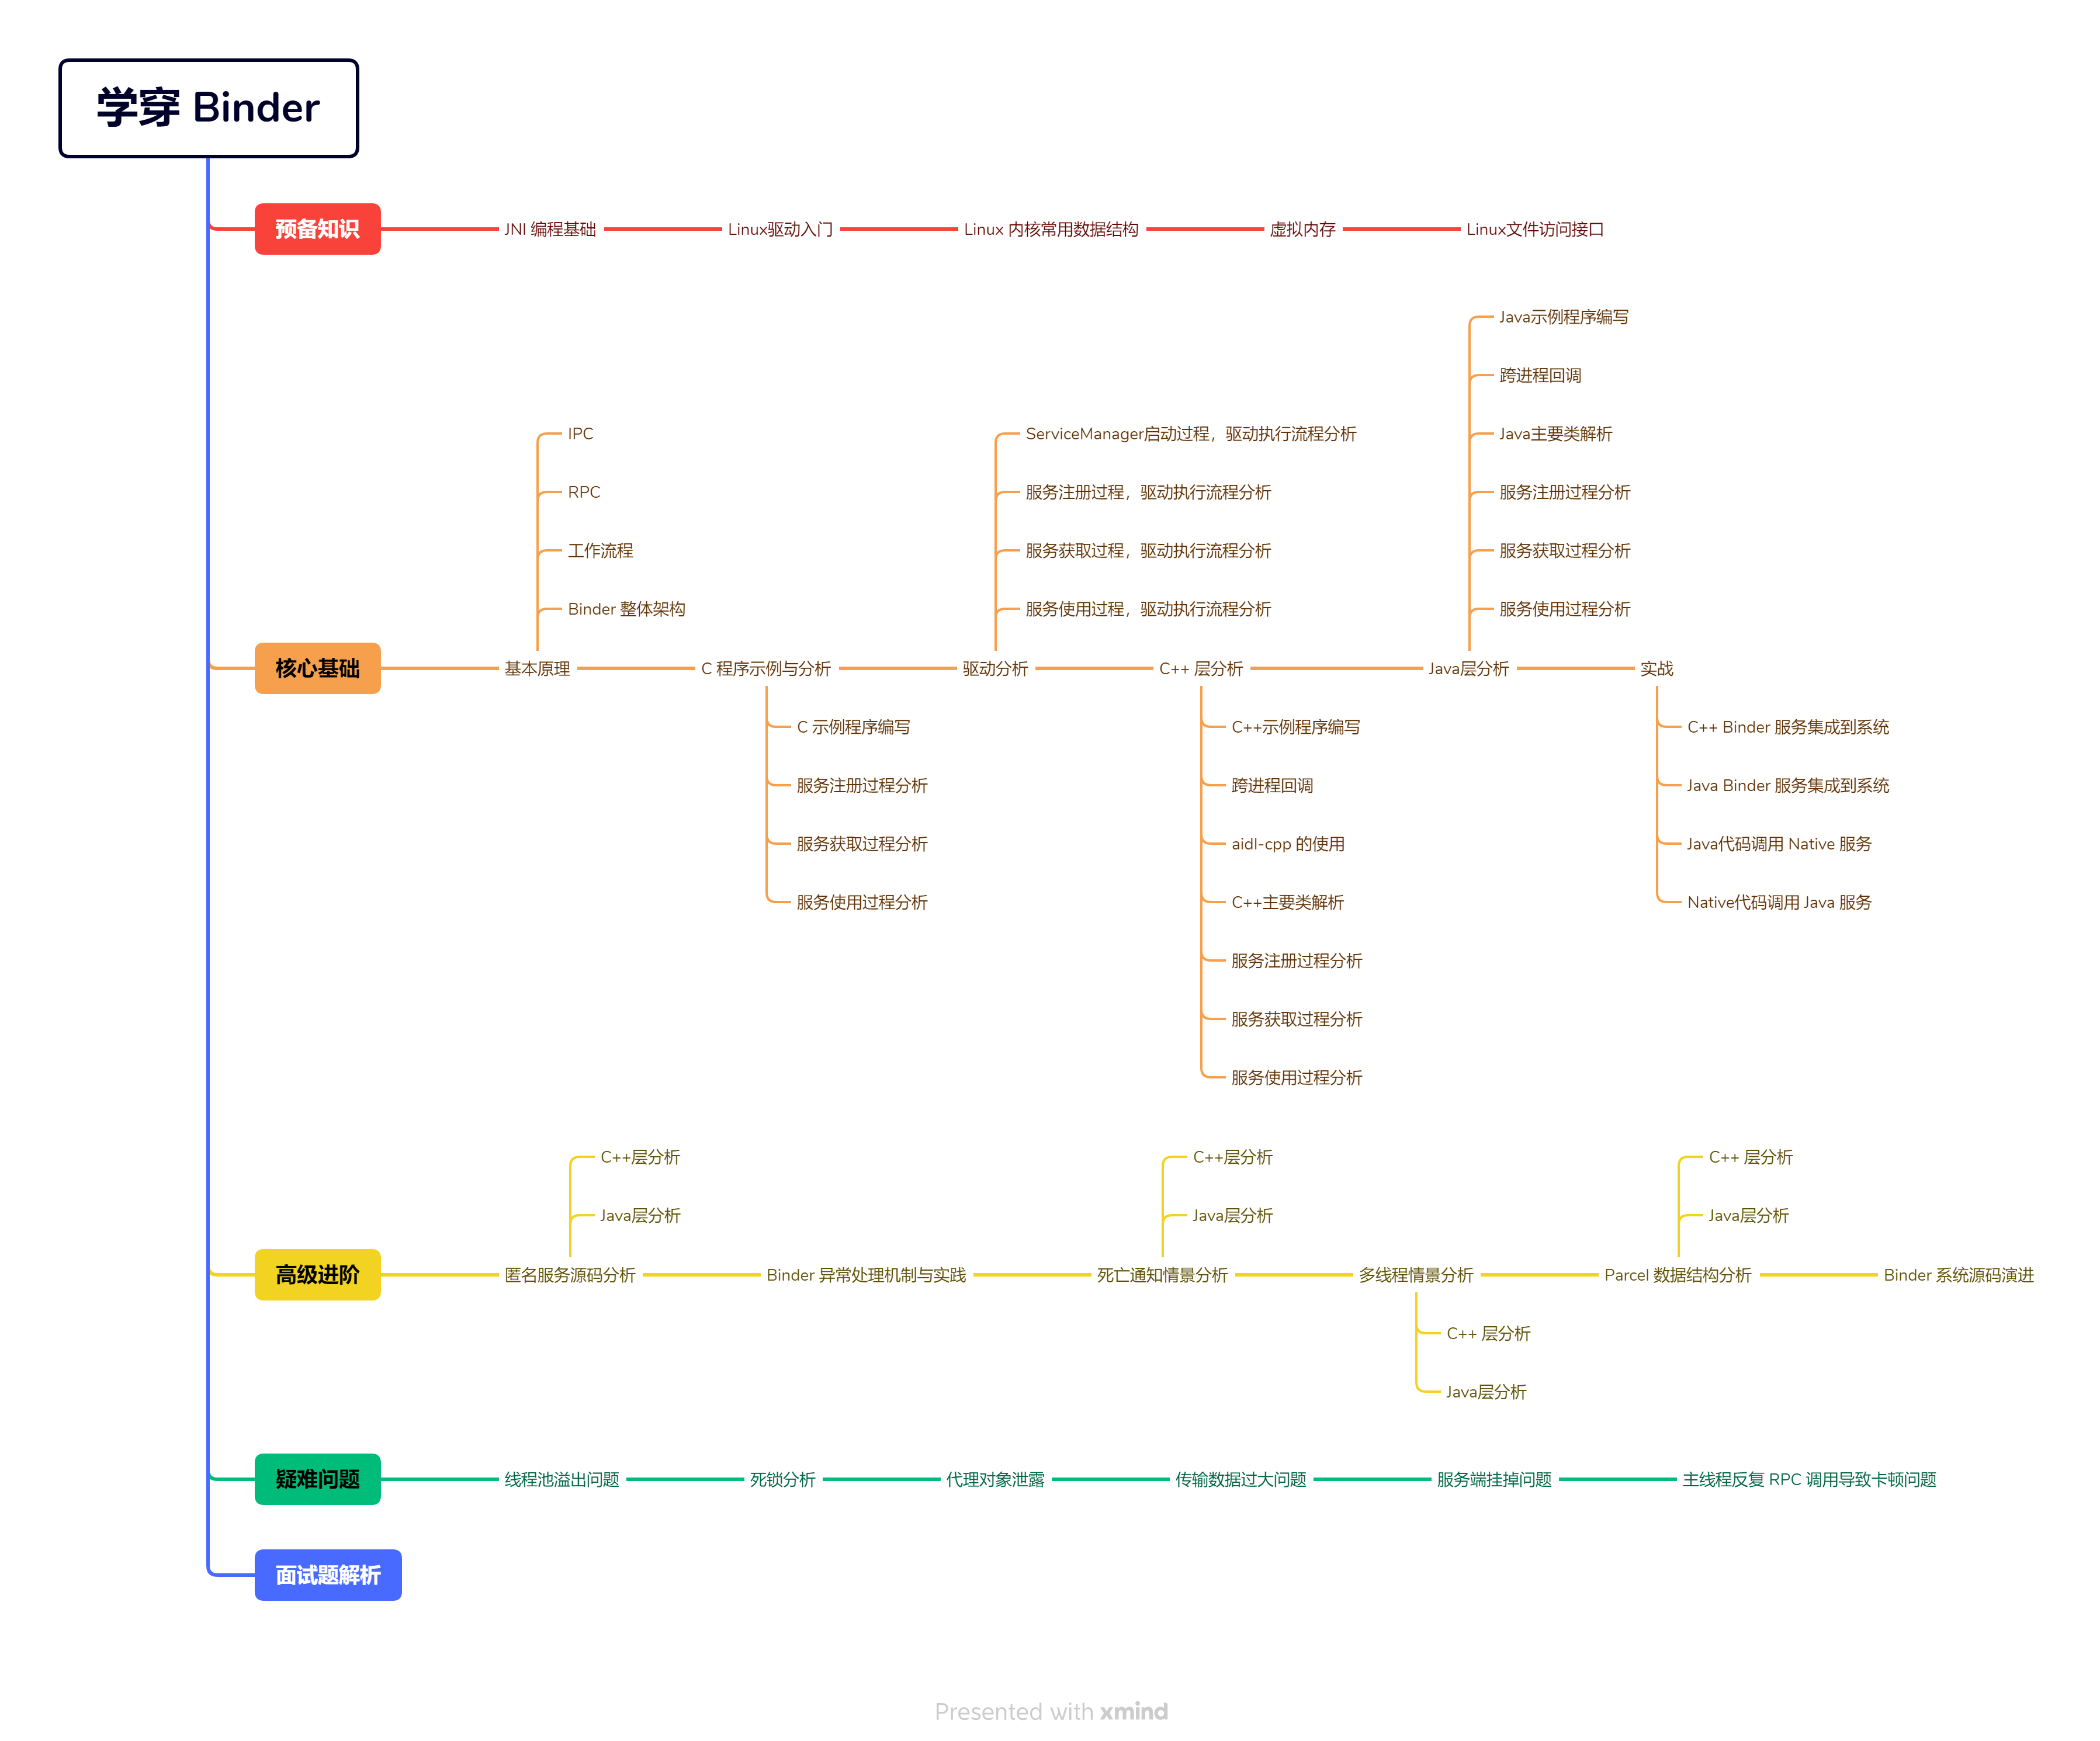 学穿 Binder
预备知识
JNI 编程基础
Linux驱动入门
Linux 内核常用数据结构
虚拟内存
Linux文件访问接口
核心基础
基本原理
IPC
RPC
工作流程
Binder 整体架构
C 程序示例与分析
C 示例程序编写
服务注册过程分析
服务获取过程分析
服务使用过程分析
驱动分析
ServiceManager启动过程，驱动执行流程分析
服务注册过程，驱动执行流程分析
服务获取过程，驱动执行流程分析
服务使用过程，驱动执行流程分析
C++ 层分析
C++示例程序编写
跨进程回调
aidl-cpp 的使用
C++主要类解析
服务注册过程分析
服务获取过程分析
服务使用过程分析
Java层分析
Java示例程序编写
跨进程回调
Java主要类解析
服务注册过程分析
服务获取过程分析
服务使用过程分析
实战
C++ Binder 服务集成到系统
Java Binder 服务集成到系统
Java代码调用 Native 服务
Native代码调用 Java 服务
高级进阶
匿名服务源码分析
C++层分析
Java层分析
Binder 异常处理机制与实践
死亡通知情景分析
C++层分析
Java层分析
多线程情景分析
C++ 层分析
Java层分析
Parcel 数据结构分析
C++ 层分析
Java层分析
Binder 系统源码演进
疑难问题
线程池溢出问题
死锁分析
代理对象泄露
传输数据过大问题
服务端挂掉问题
主线程反复 RPC 调用导致卡顿问题
面试题解析
Presented with xmind